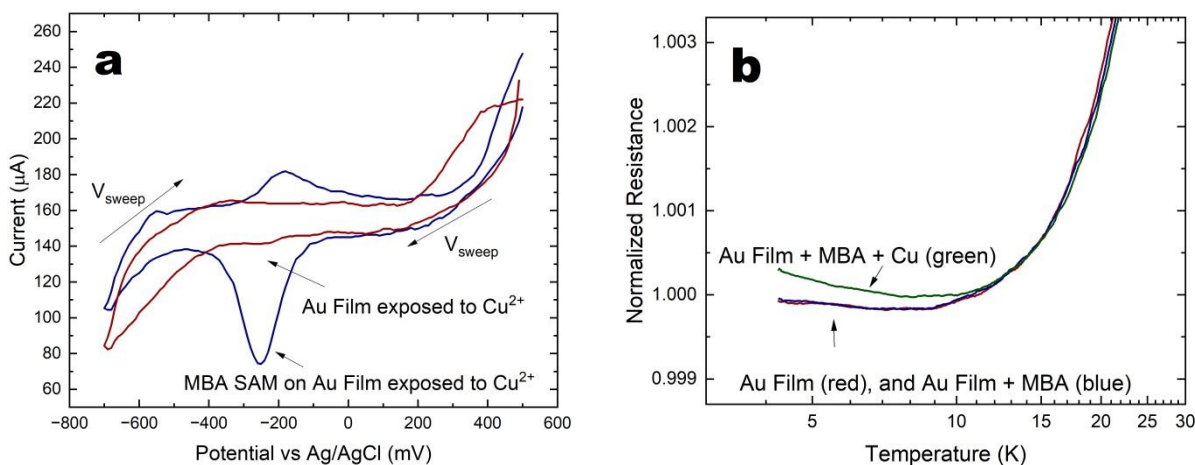 a
260
240
220
200
180
160
140
120
100
80
60
Current (μA)
V sweep
V sweep
Au Film exposed to Cu2+
MBA SAM on Au Film exposed to Cu2+
−800 −600 −400 −200 0 200 400 600
Potential vs Ag/AgCl (mV)
b
1.003
1.002
1.001
1.000
0.999
Normalized Resistance
Au Film + MBA + Cu (green)
Au Film (red), and Au Film + MBA (blue)
5 10 15 20 25 30
Temperature (K)